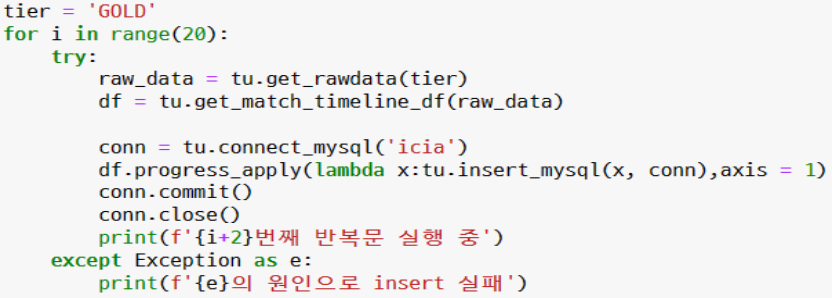 tier = 'GOLD'
for i in range(20):
    try:
        raw_data = tu.get_rawdata(tier)
        df = tu.get_match_timeline_df(raw_data)

        conn = tu.connect_mysql('icia')
        df.progress_apply(lambda x:tu.insert_mysql(x, conn),axis = 1)
        conn.commit()
        conn.close()
        print(f'{i+2}번째 반복문 실행 중')
    except Exception as e:
        print(f'{e}의 원인으로 insert 실패')